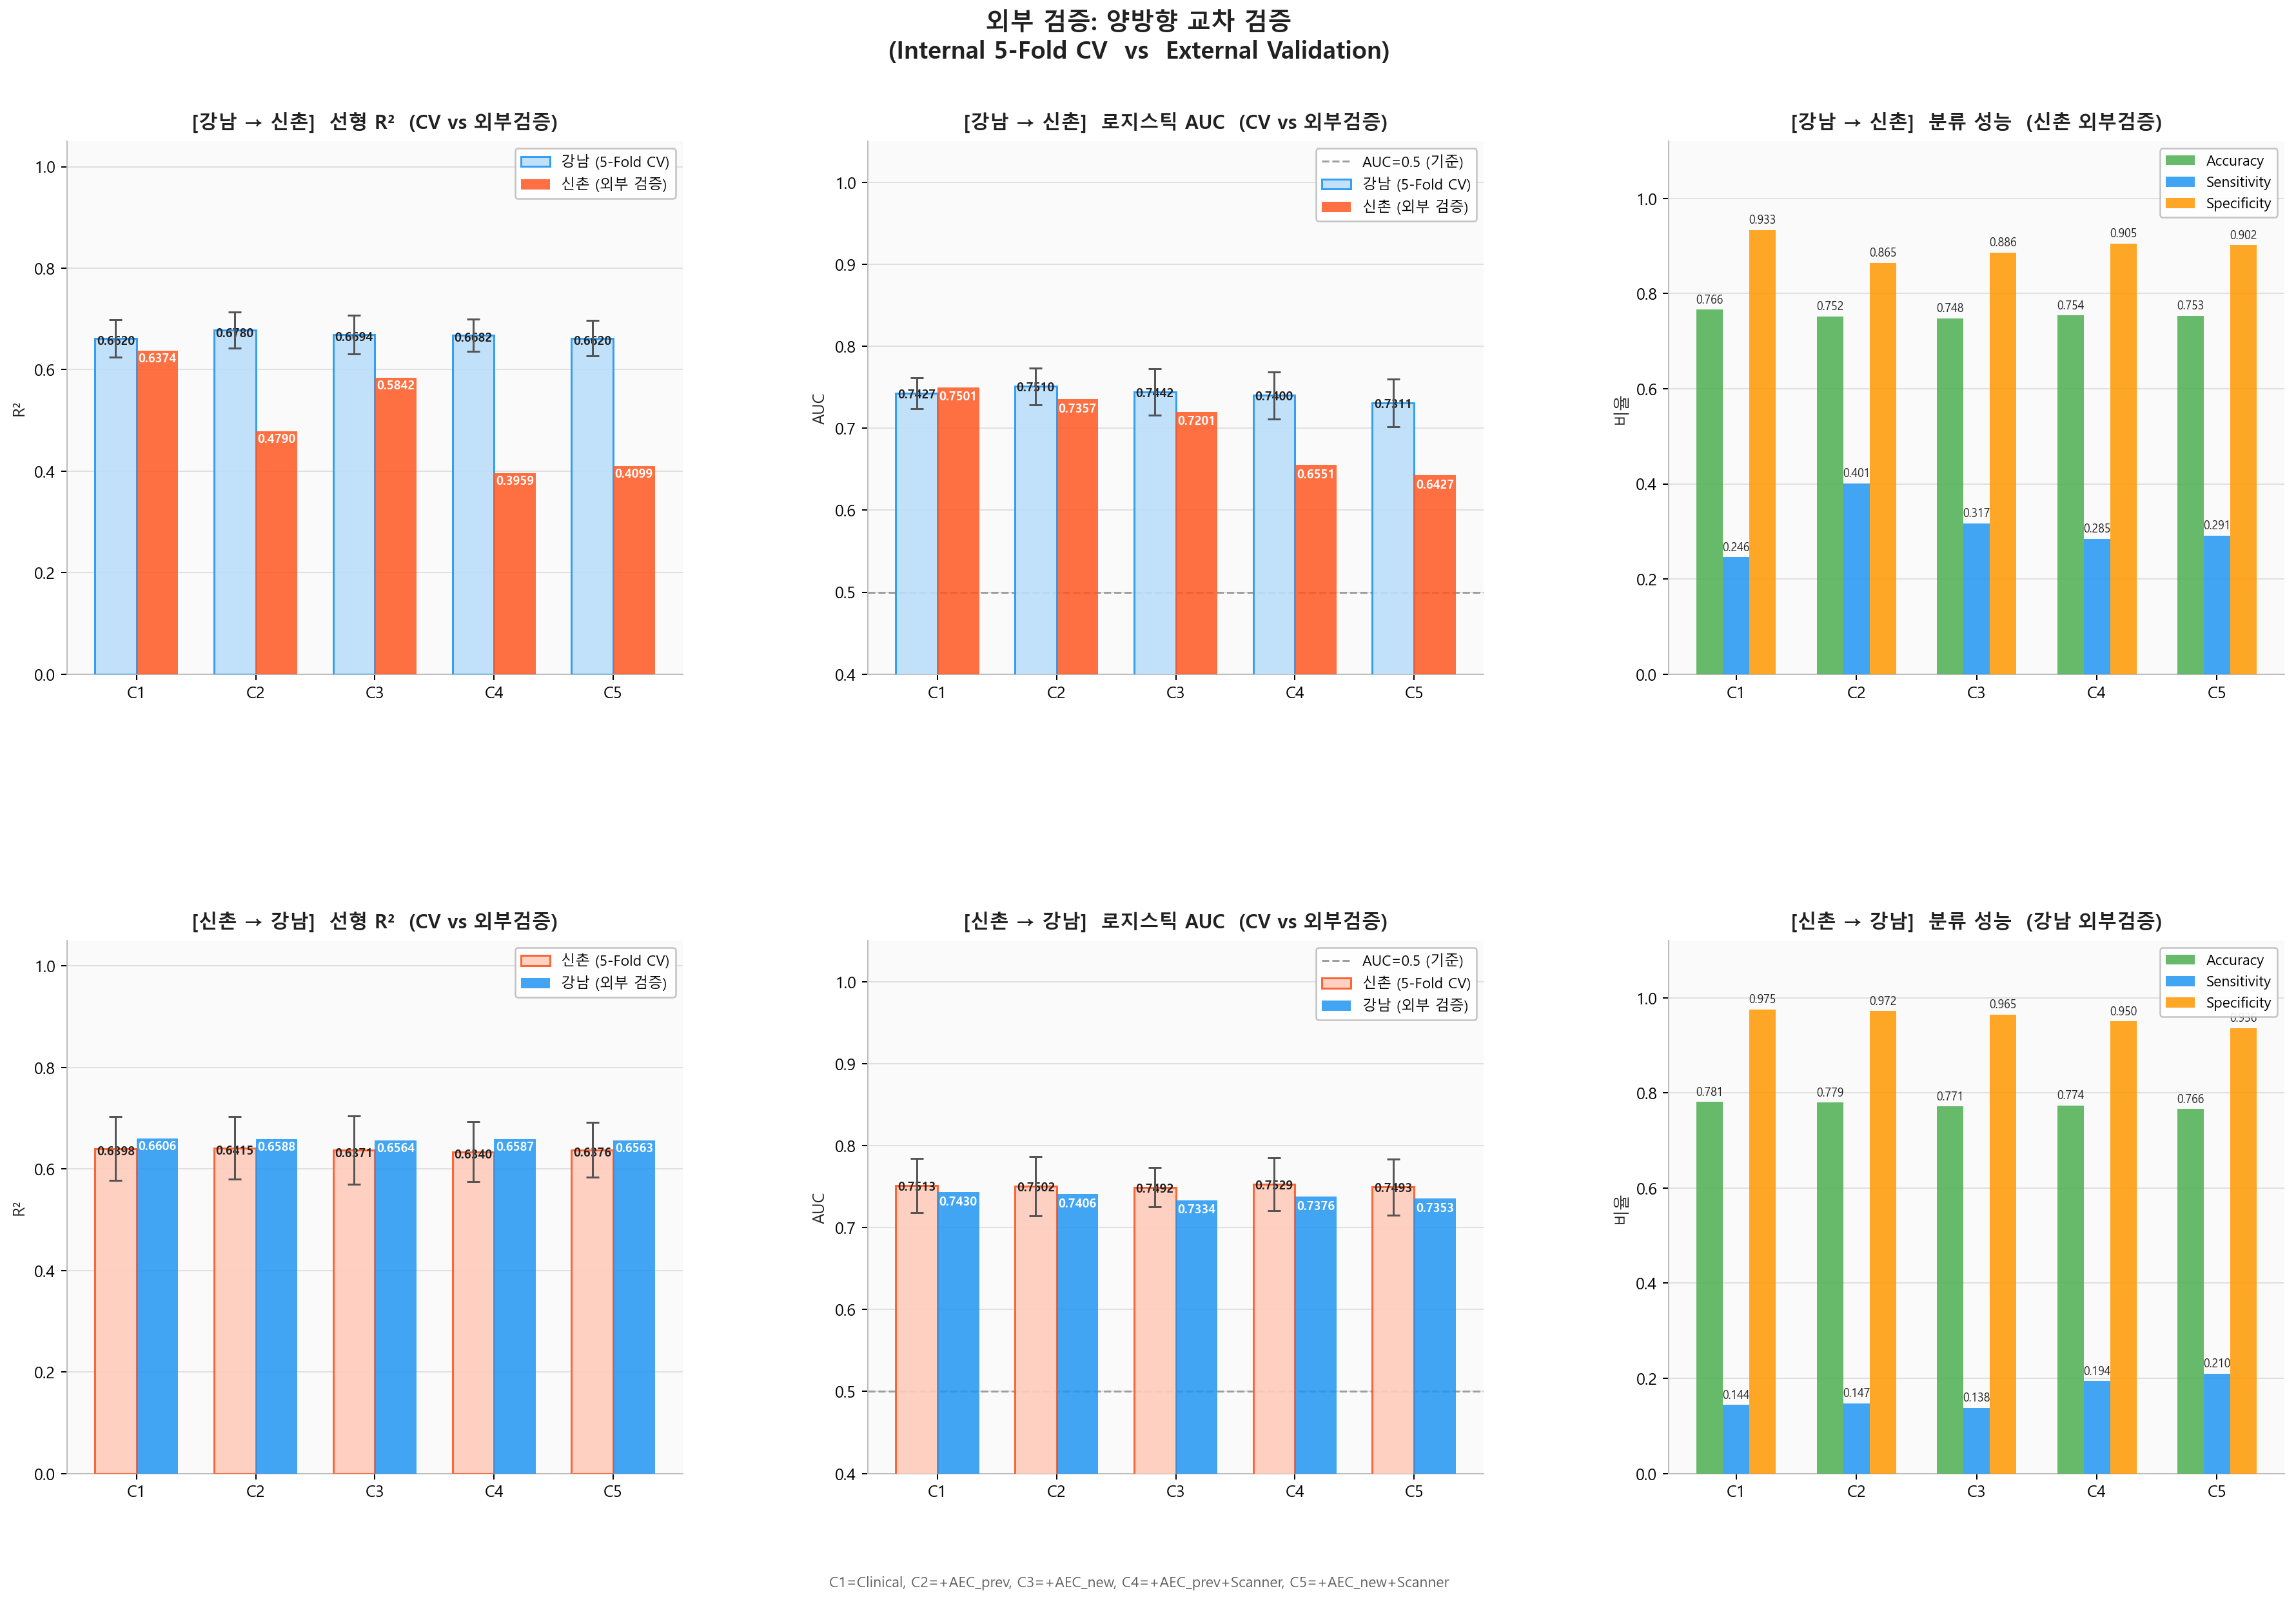 외부 검증: 양방향 교차 검증
(Internal 5-Fold CV vs External Validation)
[강남 → 신촌] 선형 R² (CV vs 외부검증)
R²
1.0
0.8
0.6
0.4
0.2
0.0
강남 (5-Fold CV)
신촌 (외부 검증)
0.6620
0.6374
0.6780
0.4790
0.6694
0.5842
0.6682
0.3959
0.6620
0.4099
C1 C2 C3 C4 C5
[강남 → 신촌] 로지스틱 AUC (CV vs 외부검증)
AUC
1.0
0.9
0.8
0.7
0.6
0.5
0.4
AUC=0.5 (기준)
강남 (5-Fold CV)
신촌 (외부 검증)
0.7427
0.7501
0.7510
0.7357
0.7442
0.7201
0.7400
0.6551
0.7311
0.6427
C1 C2 C3 C4 C5
[강남 → 신촌] 분류 성능 (신촌 외부검증)
비율
1.0
0.8
0.6
0.4
0.2
0.0
Accuracy
Sensitivity
Specificity
0.766
0.246
0.933
0.752
0.401
0.865
0.748
0.317
0.886
0.754
0.285
0.905
0.753
0.291
0.902
C1 C2 C3 C4 C5
[신촌 → 강남] 선형 R² (CV vs 외부검증)
R²
1.0
0.8
0.6
0.4
0.2
0.0
신촌 (5-Fold CV)
강남 (외부 검증)
0.6398
0.6606
0.6415
0.6588
0.6371
0.6564
0.6340
0.6587
0.6376
0.6563
C1 C2 C3 C4 C5
[신촌 → 강남] 로지스틱 AUC (CV vs 외부검증)
AUC
1.0
0.9
0.8
0.7
0.6
0.5
0.4
AUC=0.5 (기준)
신촌 (5-Fold CV)
강남 (외부 검증)
0.7513
0.7430
0.7502
0.7406
0.7492
0.7334
0.7529
0.7376
0.7493
0.7353
C1 C2 C3 C4 C5
[신촌 → 강남] 분류 성능 (강남 외부검증)
비율
1.0
0.8
0.6
0.4
0.2
0.0
Accuracy
Sensitivity
Specificity
0.781
0.144
0.975
0.779
0.147
0.972
0.771
0.138
0.965
0.774
0.194
0.950
0.766
0.210
C1 C2 C3 C4 C5
C1=Clinical, C2=+AEC_prev, C3=+AEC_new, C4=+AEC_prev+Scanner, C5=+AEC_new+Scanner